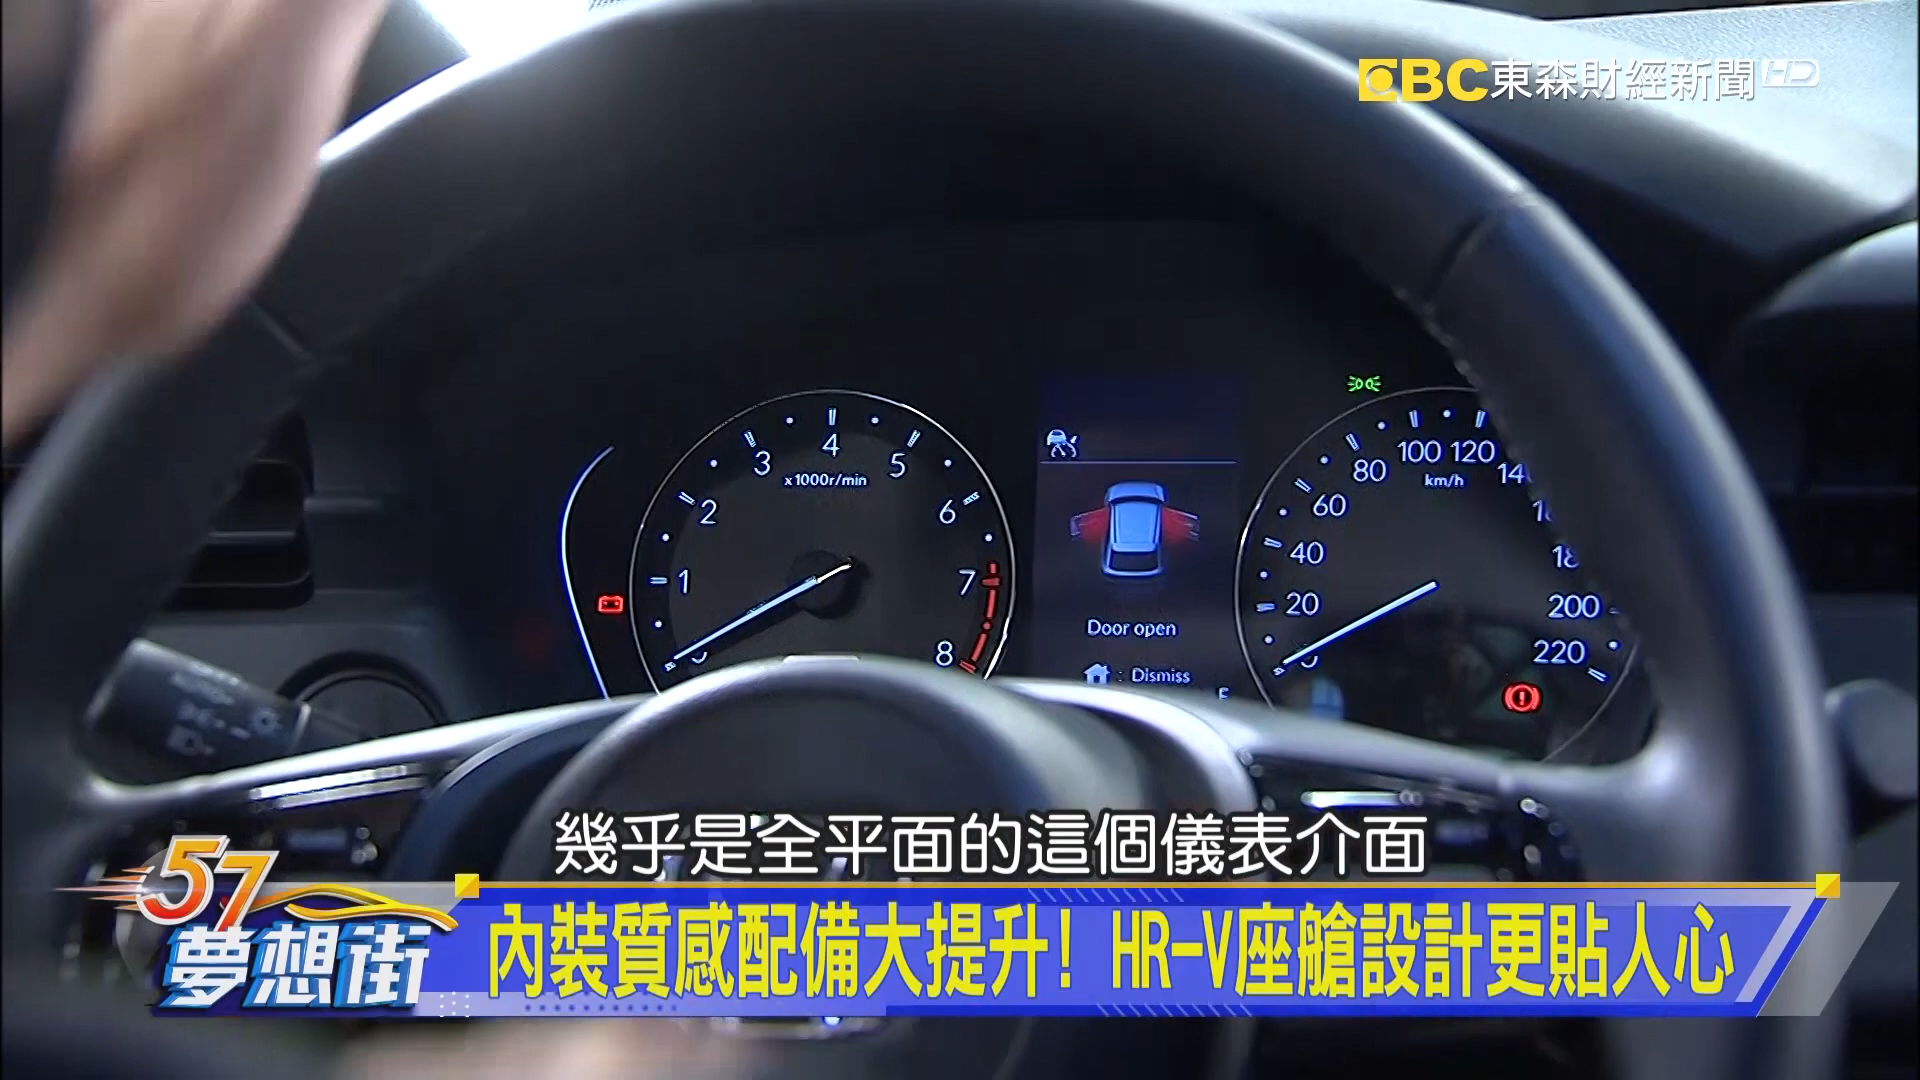 EBC東森財經新聞HD
4
3
5
x1000r/min
2
6
1
7
8
100
120
80
km/h
60
40
20
200
220
Door open
: Dismiss
幾乎是全平面的這個儀表介面
57
夢想街
內裝質感配備大提升! HR-V座艙設計更貼人心